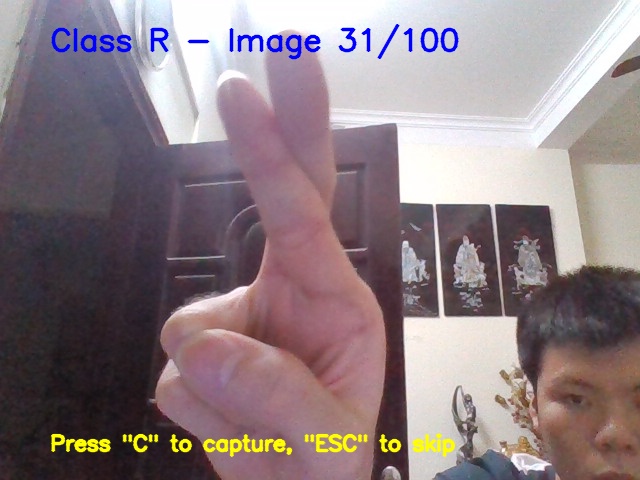 Class R - Image 31/100
Press "C" to capture, "ESC" to skip